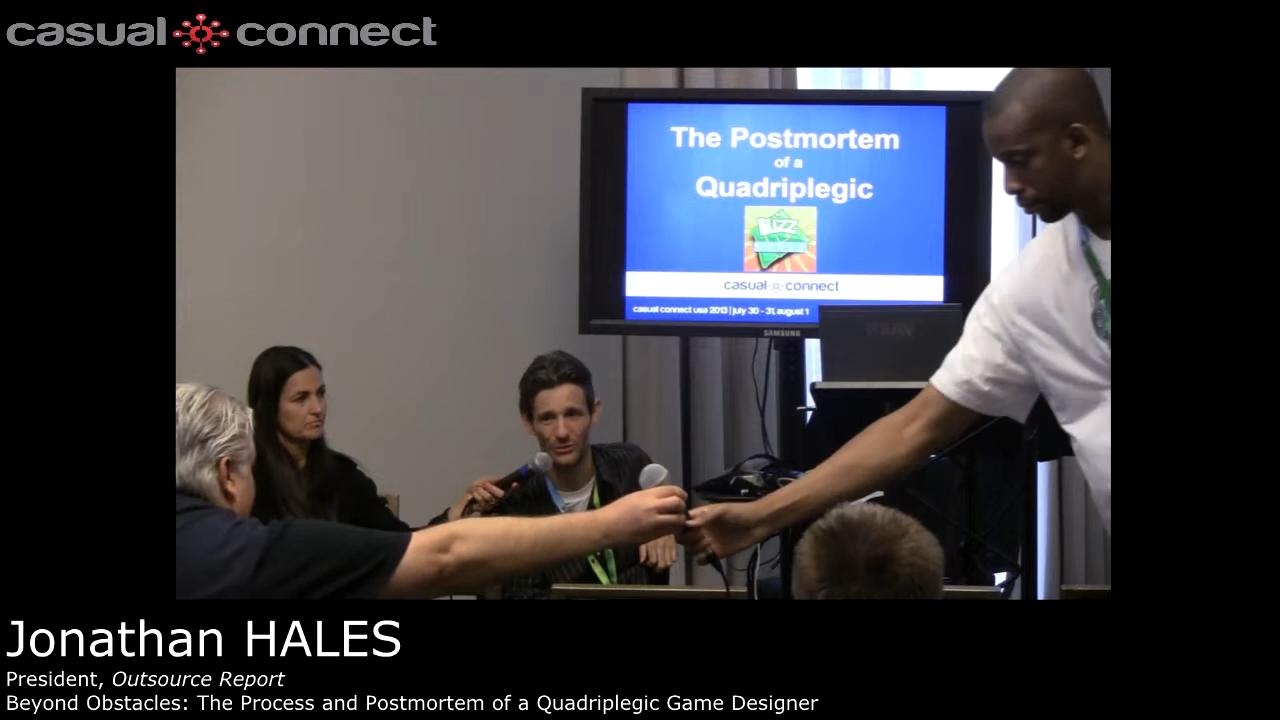 casual connect
The Postmortem
of a
Quadriplegic
BLIZZ
casual connect
casual connect usa 2013 | july 30 - 31, august 1
SAMSUNG
Jonathan HALES
President, Outsource Report
Beyond Obstacles: The Process and Postmortem of a Quadriplegic Game Designer